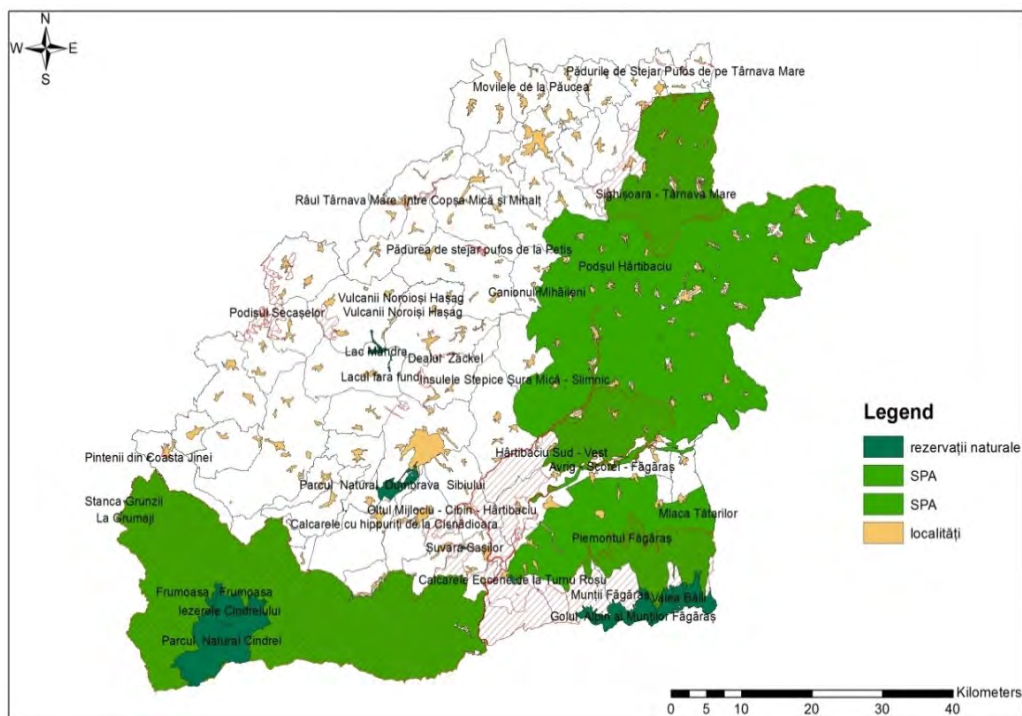 N
W E
S
Pădurile de Stejar Pufos de pe Târnava Mare
Movilele de la Păucea
Sighișoara - Târnava Mare
Râul Târnava Mare între Copșa Mică și Mihalț
Pădurea de stejar pufos de la Petiș
Podșul Hârtibaciu
Canionul Mihăileni
Vulcanii Noroioși Hașag
Vulcanii Noroiși Hașag
Podișul Secașelor
Lac Mândra
Dealul Zackel
Lacul fara fund
Insulele Stepice Șura Mică - Slimnic
Legend
rezervații naturale
SPA
SPA
localități
Hârtibaciu Sud - Vest
Pintenii din Coasta Jinei
Avrig - Scorei - Făgăraș
Parcul Natural Dumbrava Sibiului
Stanca Grunzii
Oltul Mijlociu - Cibin - Hârtibaciu
Mlaca Tătarilor
La Grumaji
Calcarele cu hippuriți de la Cisnădioara
Piemontul Făgăraș
Suvara Sașilor
Calcarele Eocene de la Turnu Roșu
Frumoasa Frumoasa
Munții Făgăraș
Valea Bâlii
Iezerele Cindrelului
Golul Alpin al Munților Făgăraș
Parcul Natural Cindrel
Kilometers
0 5 10 20 30 40